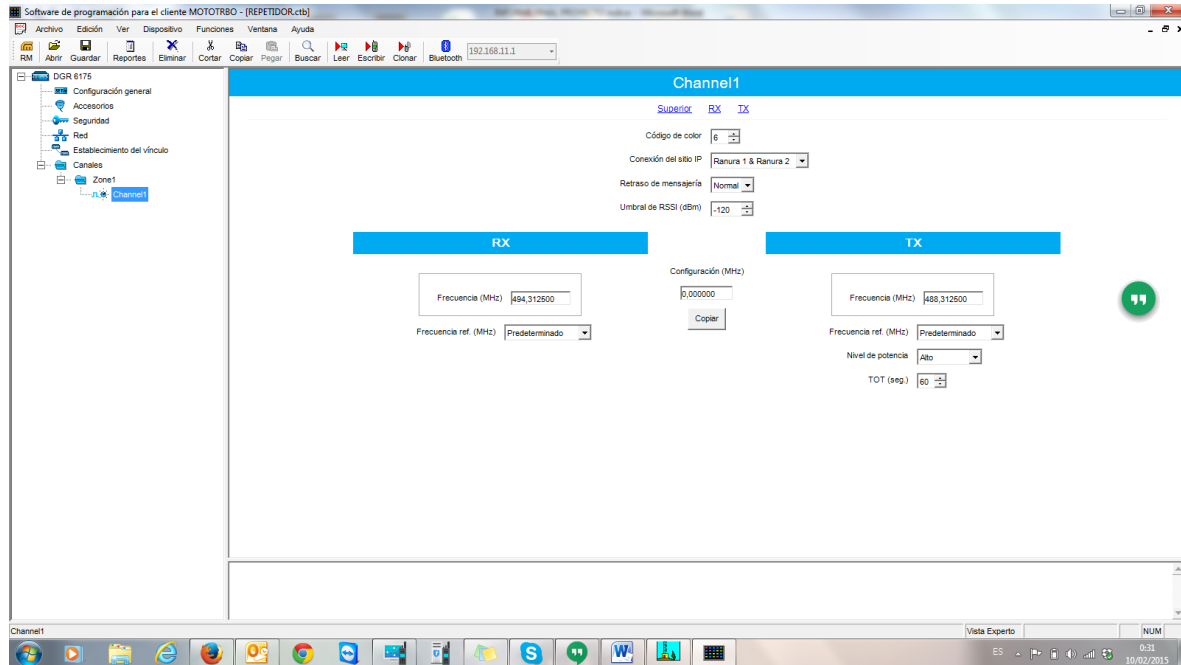 Software de programación para el cliente MOTOTRBO - [REPETIDOR.ctb]
Archivo Edición Ver Dispositivo Funciones Ventana Ayuda
RM Abrir Guardar Reportes Eliminar Cortar Copiar Pegar Buscar Leer Escribir Clonar Bluetooth 192.168.11.1
DGR 6175
Configuración general
Accesorios
Seguridad
Red
Establecimiento del vínculo
Canales
Zone1
Channel1
Channel1
Superior RX TX
Código de color 6
Conexión del sitio IP Ranura 1 & Ranura 2
Retraso de mensajería Normal
Umbral de RSSI (dBm) -120
RX TX
Configuración (MHz)
Frecuencia (MHz) 494,312500 0,000000 Frecuencia (MHz) 488,312500
Copiar
Frecuencia ref. (MHz) Predeterminado Frecuencia ref. (MHz) Predeterminado
Nivel de potencia Alto
TOT (seg.) 60
Channel1 Vista Experto NUM
ES 0:31
10/02/2015